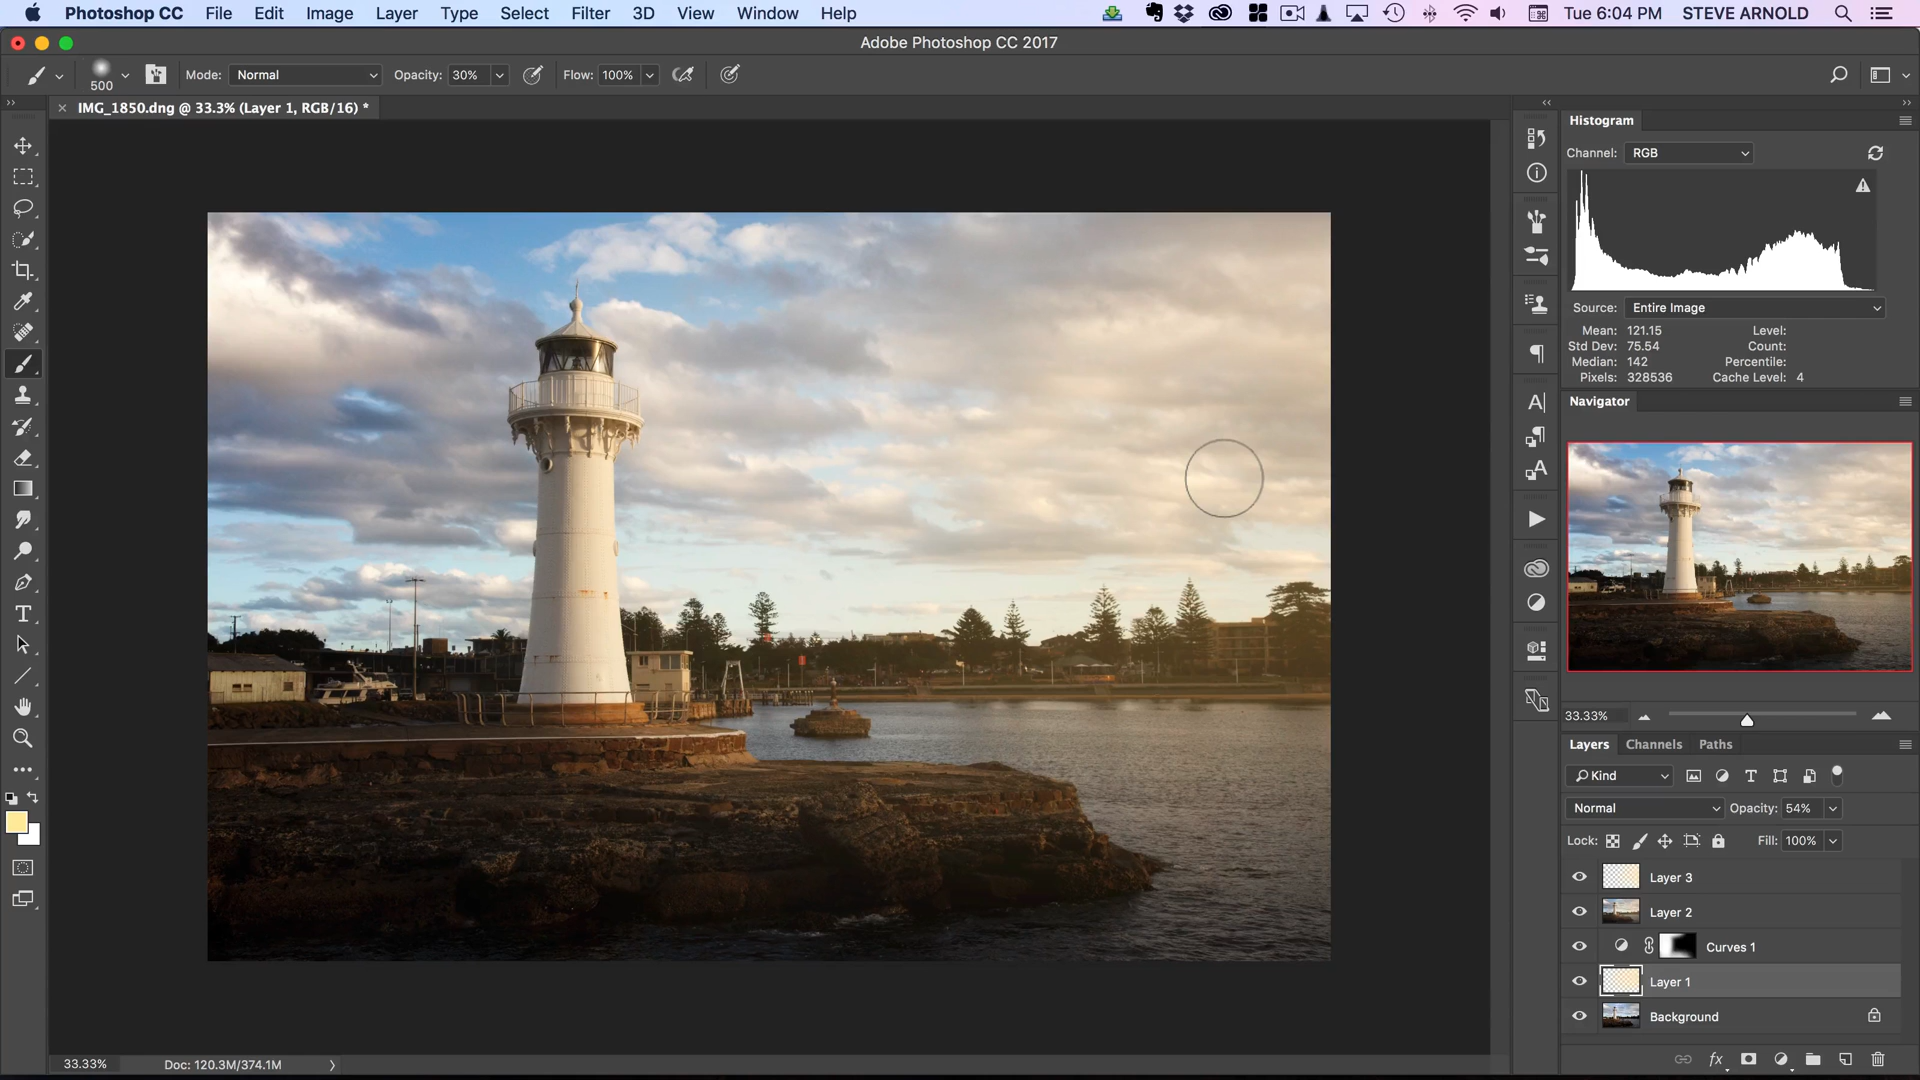 Photoshop CC File Edit Image Layer Type Select Filter 3D View Window Help Tue 6:04 PM STEVE ARNOLD
Adobe Photoshop CC 2017
500 Mode: Normal Opacity: 30% Flow: 100%
IMG_1850.dng @ 33.3% (Layer 1, RGB/16) *
Histogram
Channel: RGB
Source: Entire Image
Mean: 121.15 Level:
Std Dev: 75.54 Count:
Median: 142 Percentile:
Pixels: 328536 Cache Level: 4
Navigator
33.33%
Layers Channels Paths
Kind
Normal Opacity: 54%
Lock: Fill: 100%
Layer 3
Layer 2
Curves 1
Layer 1
Background
fx
33.33% Doc: 120.3M/374.1M